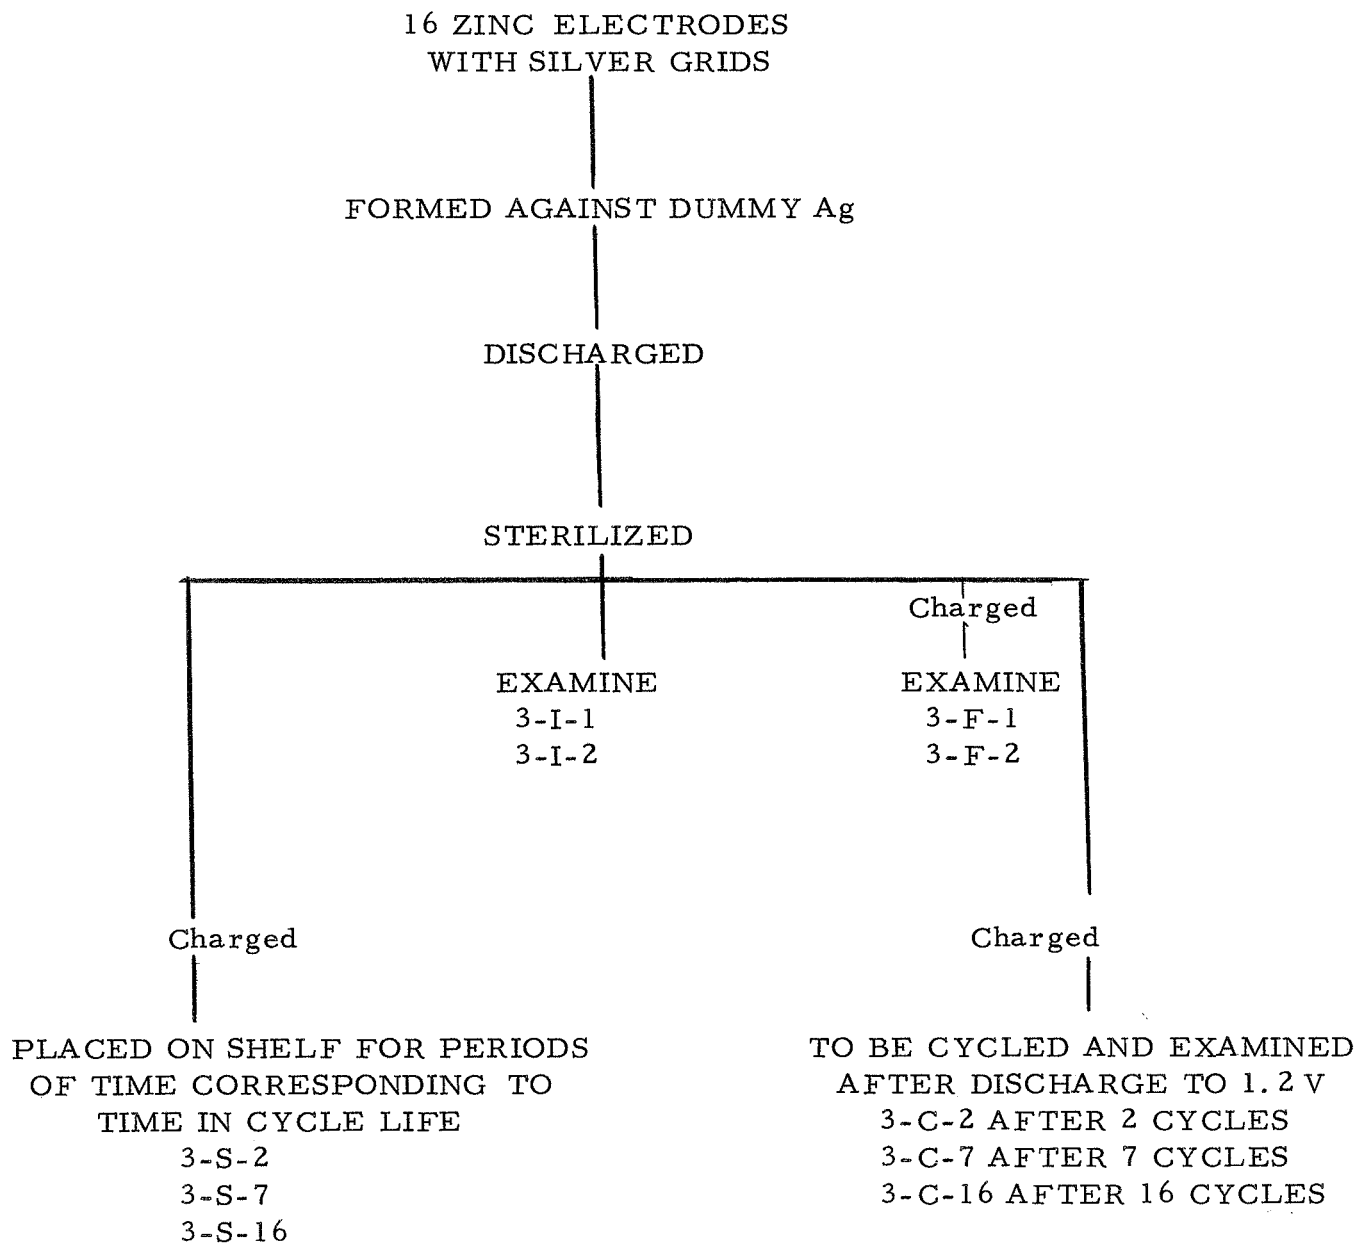 16 ZINC ELECTRODES
WITH SILVER GRIDS
FORMED AGAINST DUMMY Ag
DISCHARGED
STERILIZED
Charged
EXAMINE
3-I-1
3-I-2
EXAMINE
3-F-1
3-F-2
Charged
Charged
PLACED ON SHELF FOR PERIODS
OF TIME CORRESPONDING TO
TIME IN CYCLE LIFE
3-S-2
3-S-7
3-S-16
TO BE CYCLED AND EXAMINED
AFTER DISCHARGE TO 1.2 V
3-C-2 AFTER 2 CYCLES
3-C-7 AFTER 7 CYCLES
3-C-16 AFTER 16 CYCLES